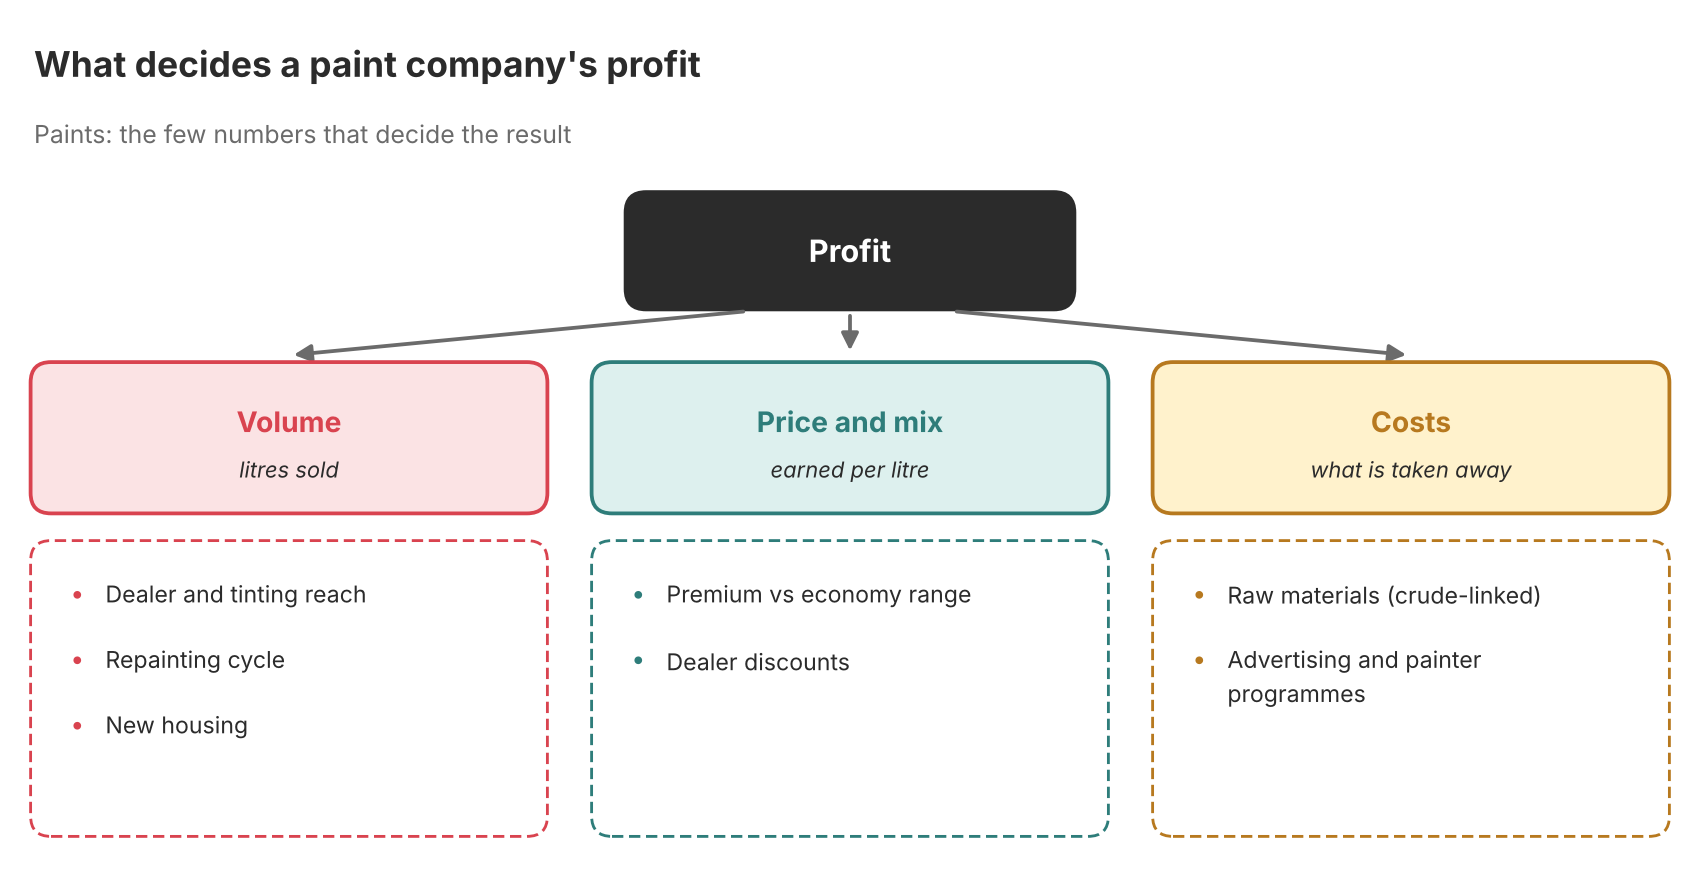 What decides a paint company's profit
Paints: the few numbers that decide the result
Profit
Volume
litres sold
Price and mix
earned per litre
Costs
what is taken away
Dealer and tinting reach
Repainting cycle
New housing
Premium vs economy range
Dealer discounts
Raw materials (crude-linked)
Advertising and painter
programmes